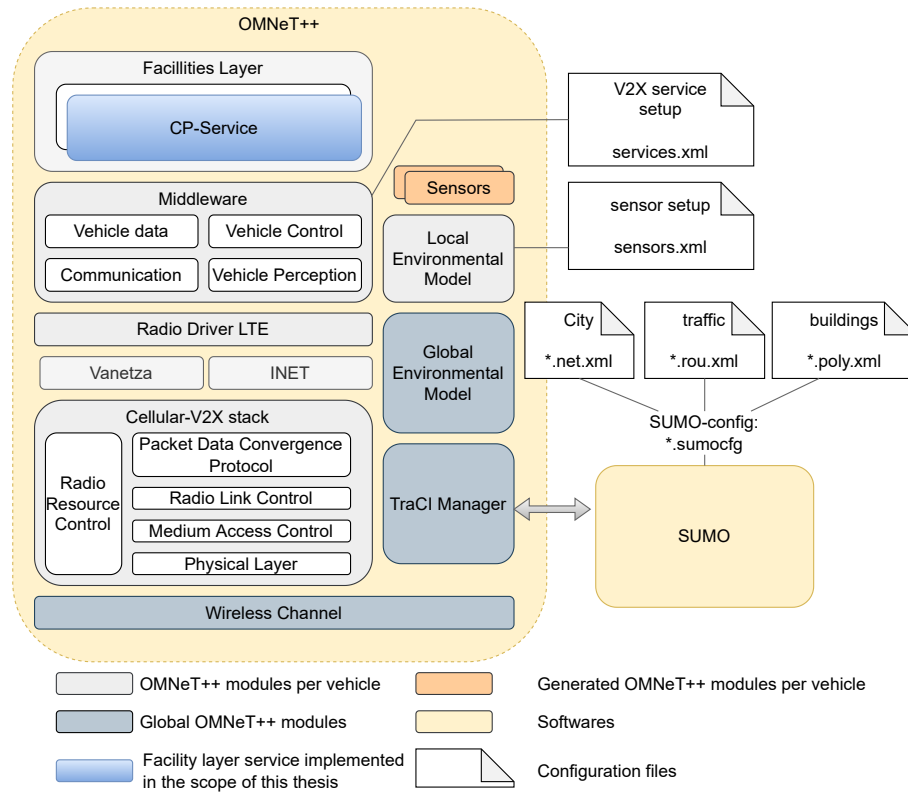 OMNeT++
Facillities Layer
CP-Service
Middleware
Vehicle data
Vehicle Control
Communication
Vehicle Perception
Sensors
Local
Environmental
Model
V2X service
setup
services.xml
sensor setup
sensors.xml
Radio Driver LTE
Vanetza
INET
Global
Environmental
Model
City
*.net.xml
traffic
*.rou.xml
buildings
*.poly.xml
SUMO-config:
*.sumocfg
Cellular-V2X stack
Radio
Resource
Control
Packet Data Convergence
Protocol
Radio Link Control
Medium Access Control
Physical Layer
TraCI Manager
SUMO
Wireless Channel
OMNeT++ modules per vehicle
Generated OMNeT++ modules per vehicle
Global OMNeT++ modules
Softwares
Facility layer service implemented
in the scope of this thesis
Configuration files